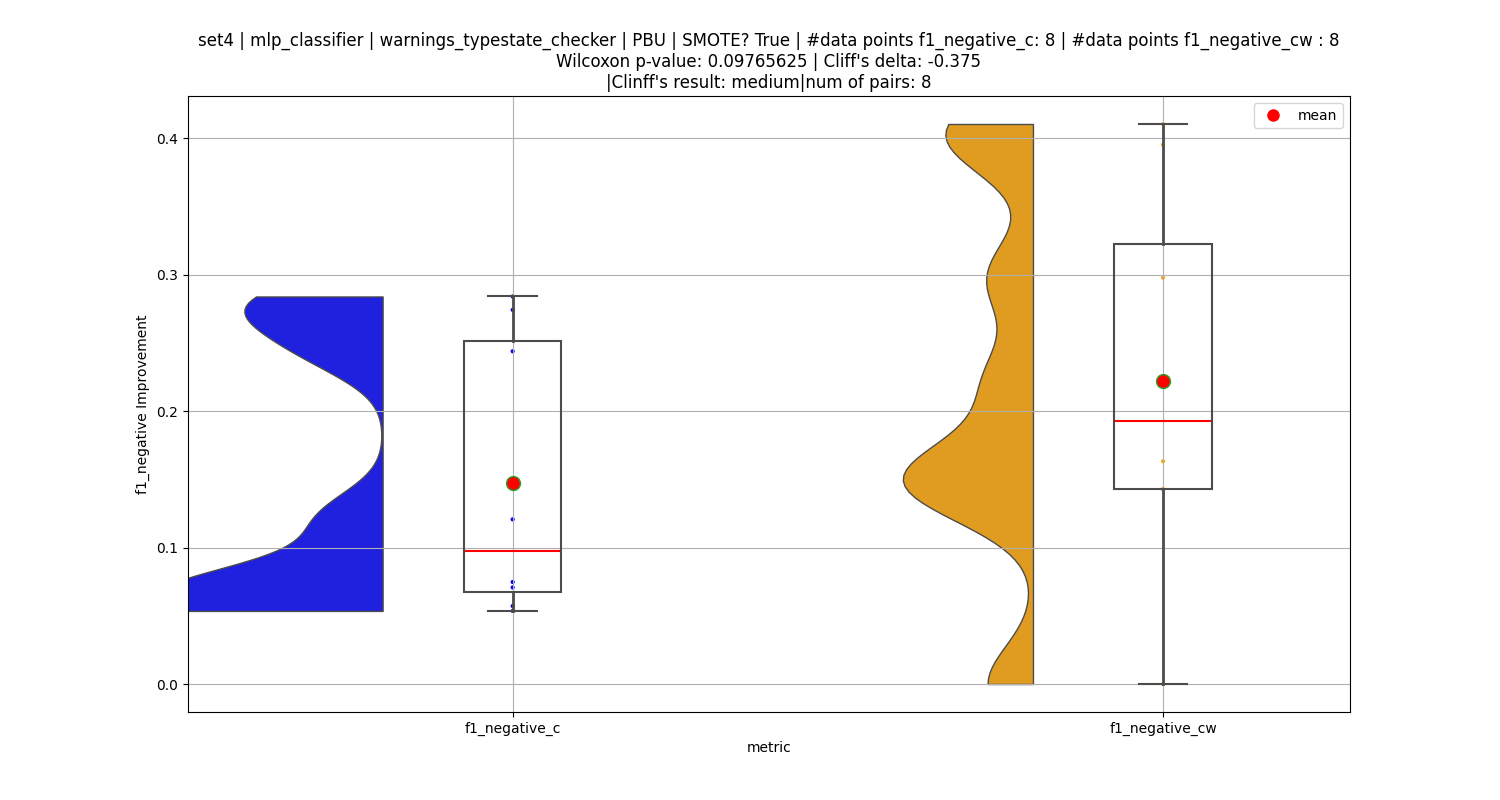 set4 | mlp_classifier | warnings_typestate_checker | PBU | SMOTE? True | #data points f1_negative_c: 8 | #data points f1_negative_cw : 8
Wilcoxon p-value: 0.09765625 | Cliff's delta: -0.375
|Clinff's result: medium|num of pairs: 8
mean
0.4
0.3
0.2
0.1
0.0
f1_negative Improvement
f1_negative_c
f1_negative_cw
metric